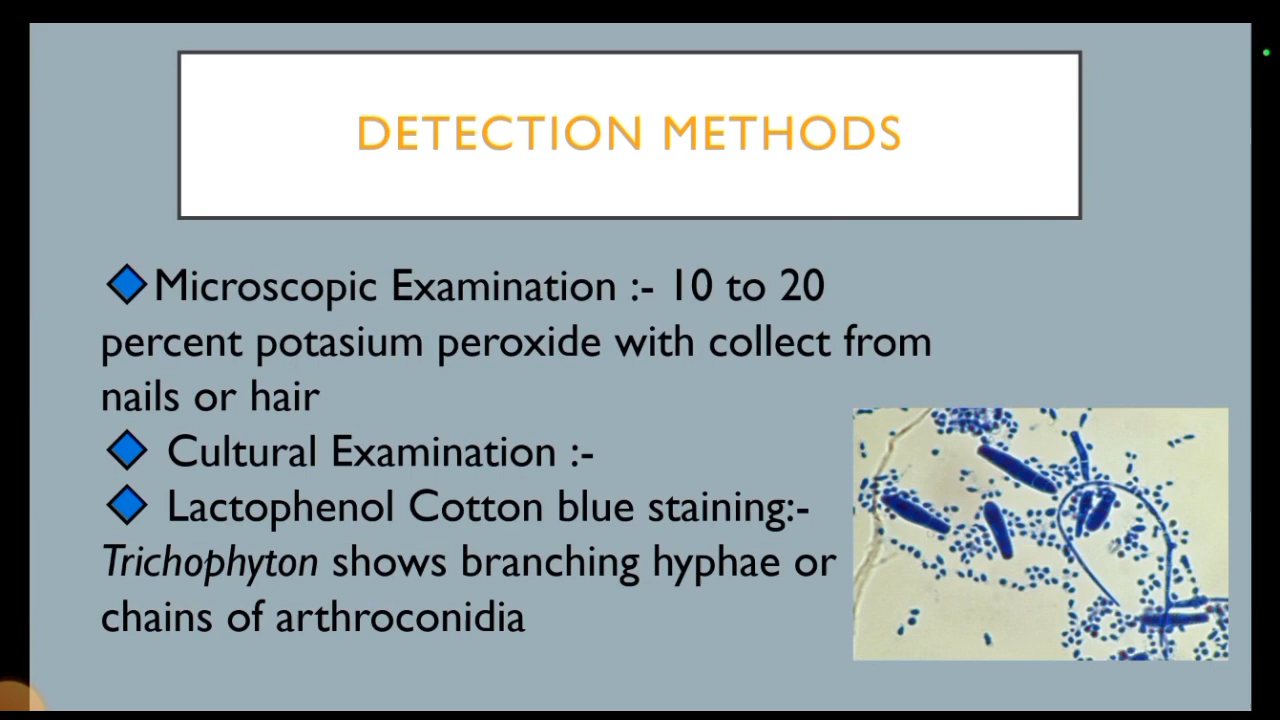 DETECTION METHODS
🔷Microscopic Examination :- 10 to 20
percent potasium peroxide with collect from
nails or hair
🔷 Cultural Examination :-
🔷 Lactophenol Cotton blue staining:-
Trichophyton shows branching hyphae or
chains of arthroconidia